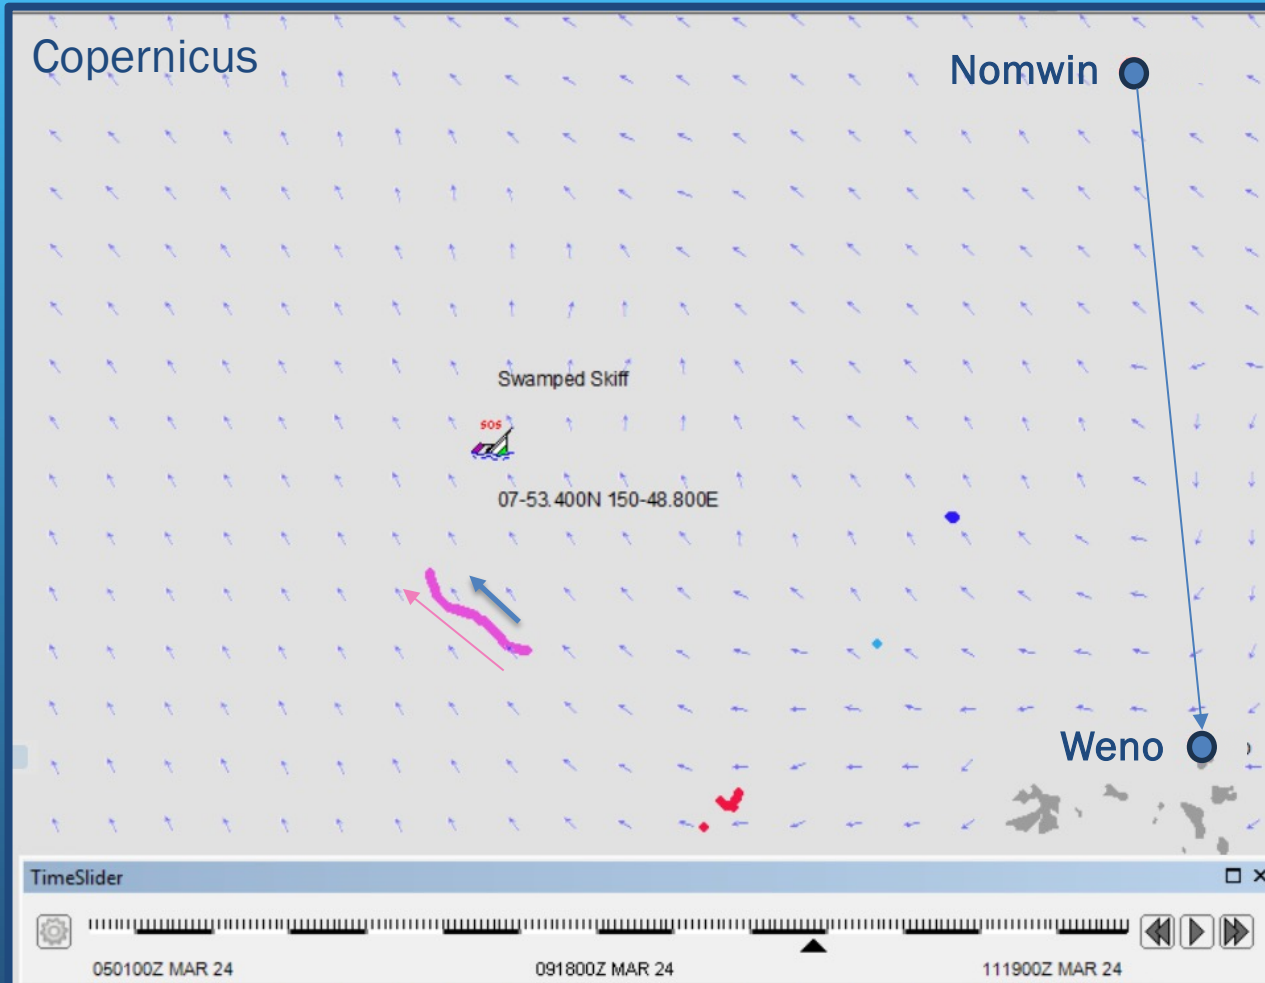 Copernicus
Nomwin
Swamped Skiff
SOS
07-53.400N 150-48.800E
Weno
TimeSlider
050100Z MAR 24
091800Z MAR 24
111900Z MAR 24